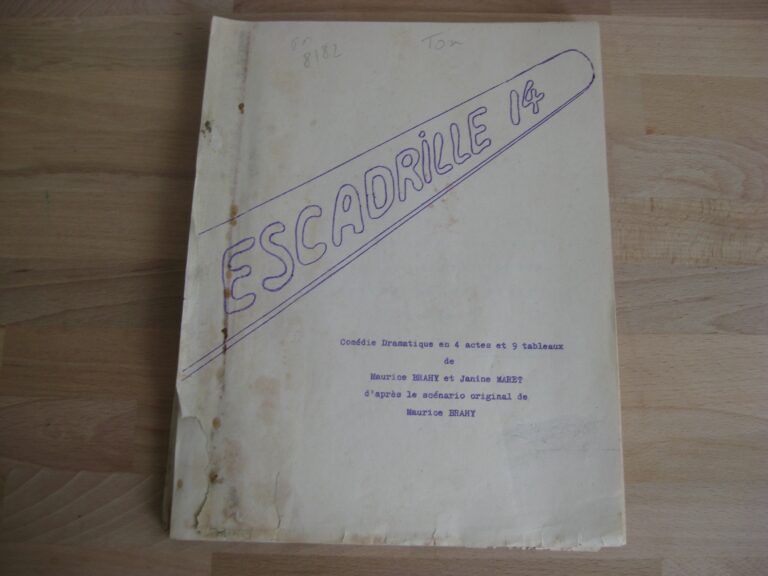 8182
Tom
ESCADRILLE 14
Comédie Dramatique en 4 actes et 9 tableaux
de
Maurice BRAHY et Janine MARET
d'après le scénario original de
Maurice BRAHY